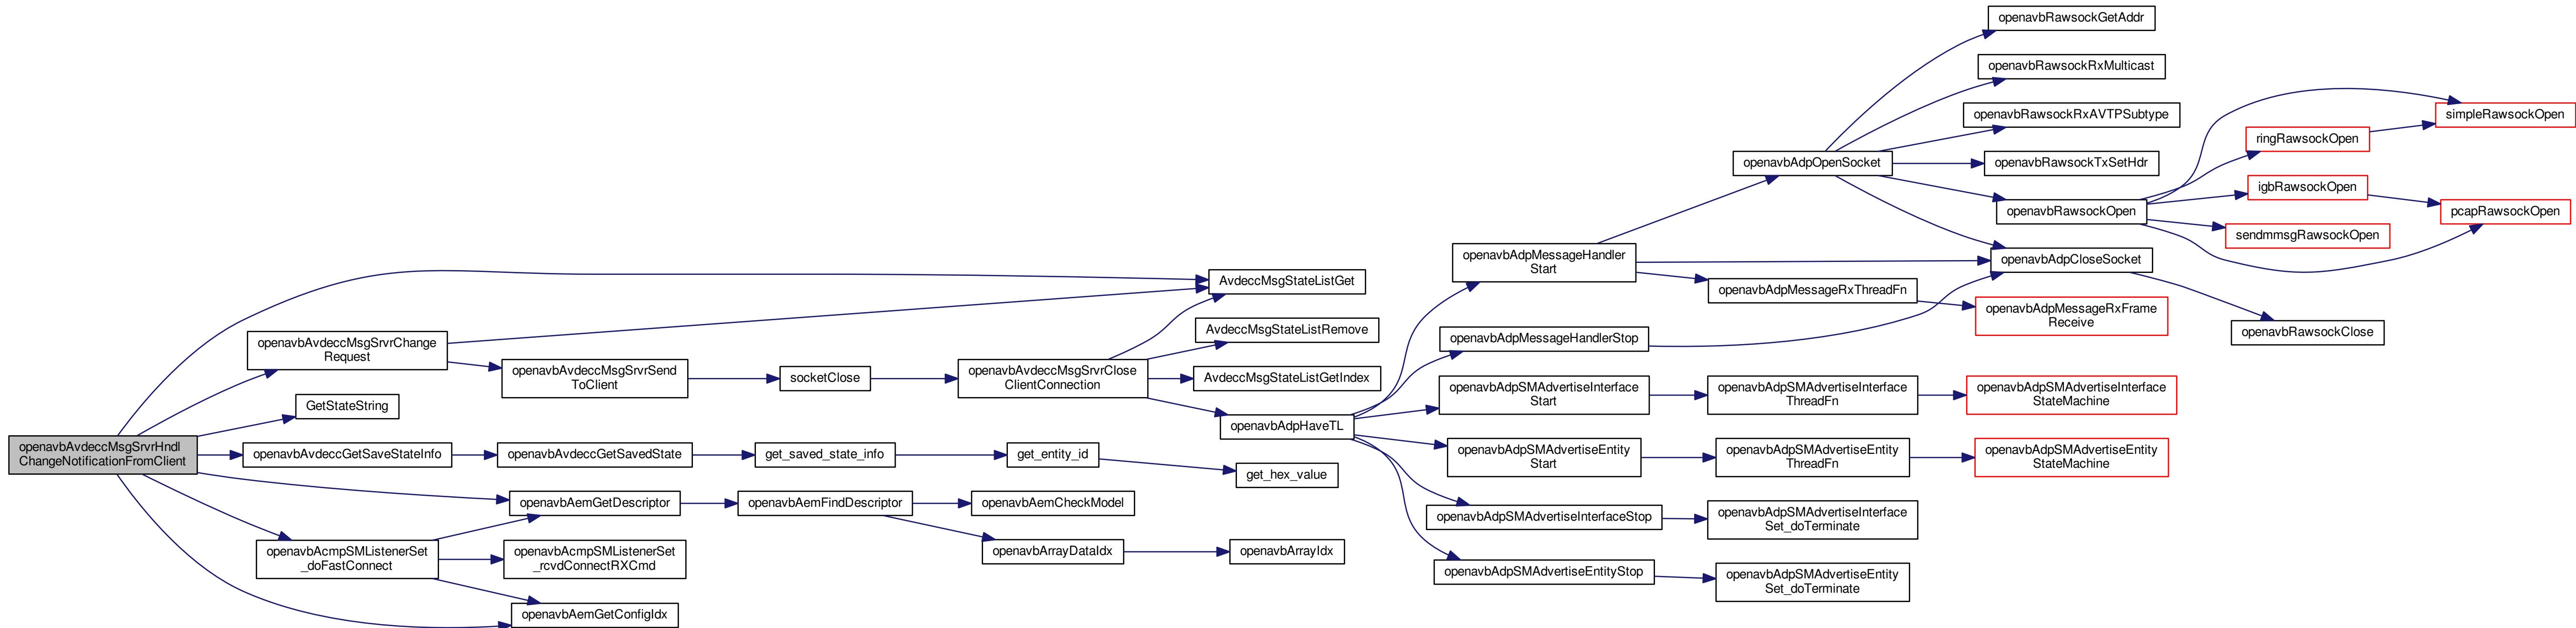 openavbAvdeccMsgSrvrHndl
ChangeNotificationFromClient
openavbAvdeccMsgSrvrChange
Request
GetStateString
openavbAvdeccGetSaveStateInfo
openavbAcmpSMListenerSet
_doFastConnect
openavbAvdeccMsgSrvrSend
ToClient
openavbAvdeccGetSavedState
openavbAemGetDescriptor
openavbAcmpSMListenerSet
_rcvdConnectRXCmd
openavbAemGetConfigIdx
socketClose
get_saved_state_info
openavbAemFindDescriptor
openavbAvdeccMsgSrvrClose
ClientConnection
get_entity_id
openavbAemCheckModel
openavbArrayDataIdx
AvdeccMsgStateListGet
AvdeccMsgStateListRemove
AvdeccMsgStateListGetIndex
openavbAdpHaveTL
get_hex_value
openavbArrayIdx
openavbAdpMessageHandler
Start
openavbAdpMessageHandlerStop
openavbAdpSMAdvertiseInterface
Start
openavbAdpSMAdvertiseEntity
Start
openavbAdpSMAdvertiseInterfaceStop
openavbAdpSMAdvertiseEntityStop
openavbAdpOpenSocket
openavbAdpMessageRxThreadFn
openavbAdpSMAdvertiseInterface
ThreadFn
openavbAdpSMAdvertiseEntity
ThreadFn
openavbAdpSMAdvertiseInterface
Set_doTerminate
openavbAdpSMAdvertiseEntity
Set_doTerminate
openavbRawsockGetAddr
openavbRawsockRxMulticast
openavbRawsockRxAVTPSubtype
openavbRawsockTxSetHdr
openavbRawsockOpen
openavbAdpCloseSocket
openavbAdpMessageRxFrame
Receive
openavbAdpSMAdvertiseInterface
StateMachine
openavbAdpSMAdvertiseEntity
StateMachine
ringRawsockOpen
igbRawsockOpen
sendmmsgRawsockOpen
openavbRawsockClose
simpleRawsockOpen
pcapRawsockOpen